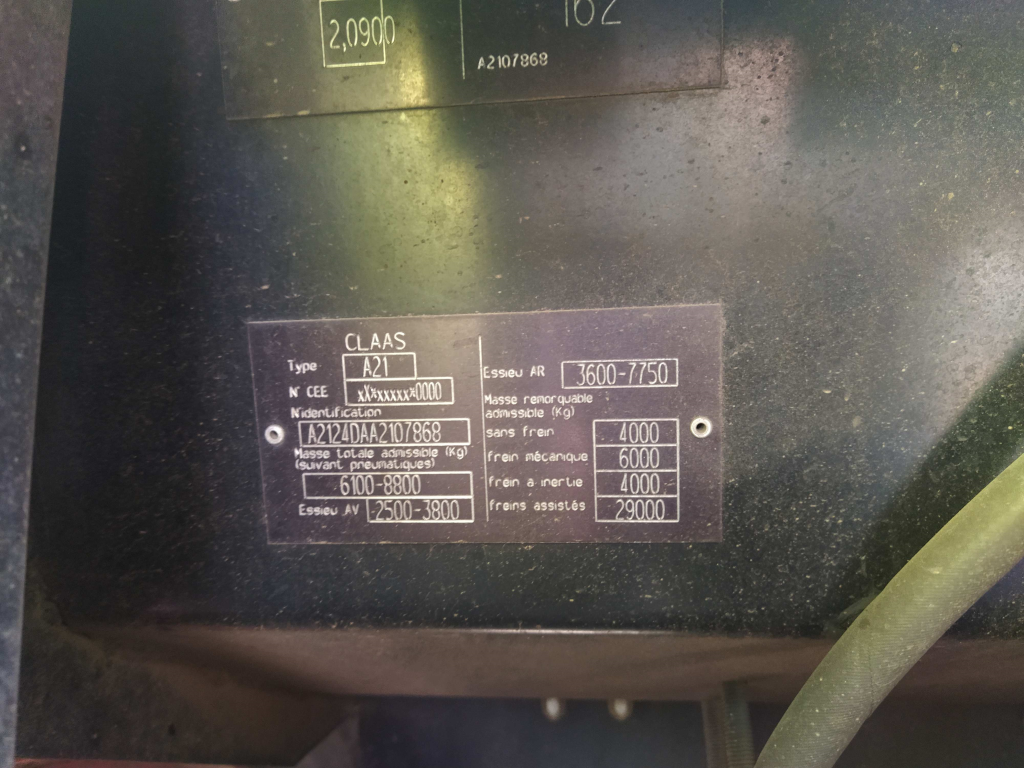 2,0900
162
A2107868
CLAAS
Type A21
N° CEE xXxxxxxx*0000
N'identification
A2124DAA2107868
Masse totale admissible (Kg)
(suivant pneumatiques)
6100-8800
Essieu AV 2500-3800
Essieu AR 3600-7750
Masse remorquable
admissible (Kg)
sans frein 4000
frein mécanique 6000
frein à inertie 4000
freins assistés 29000